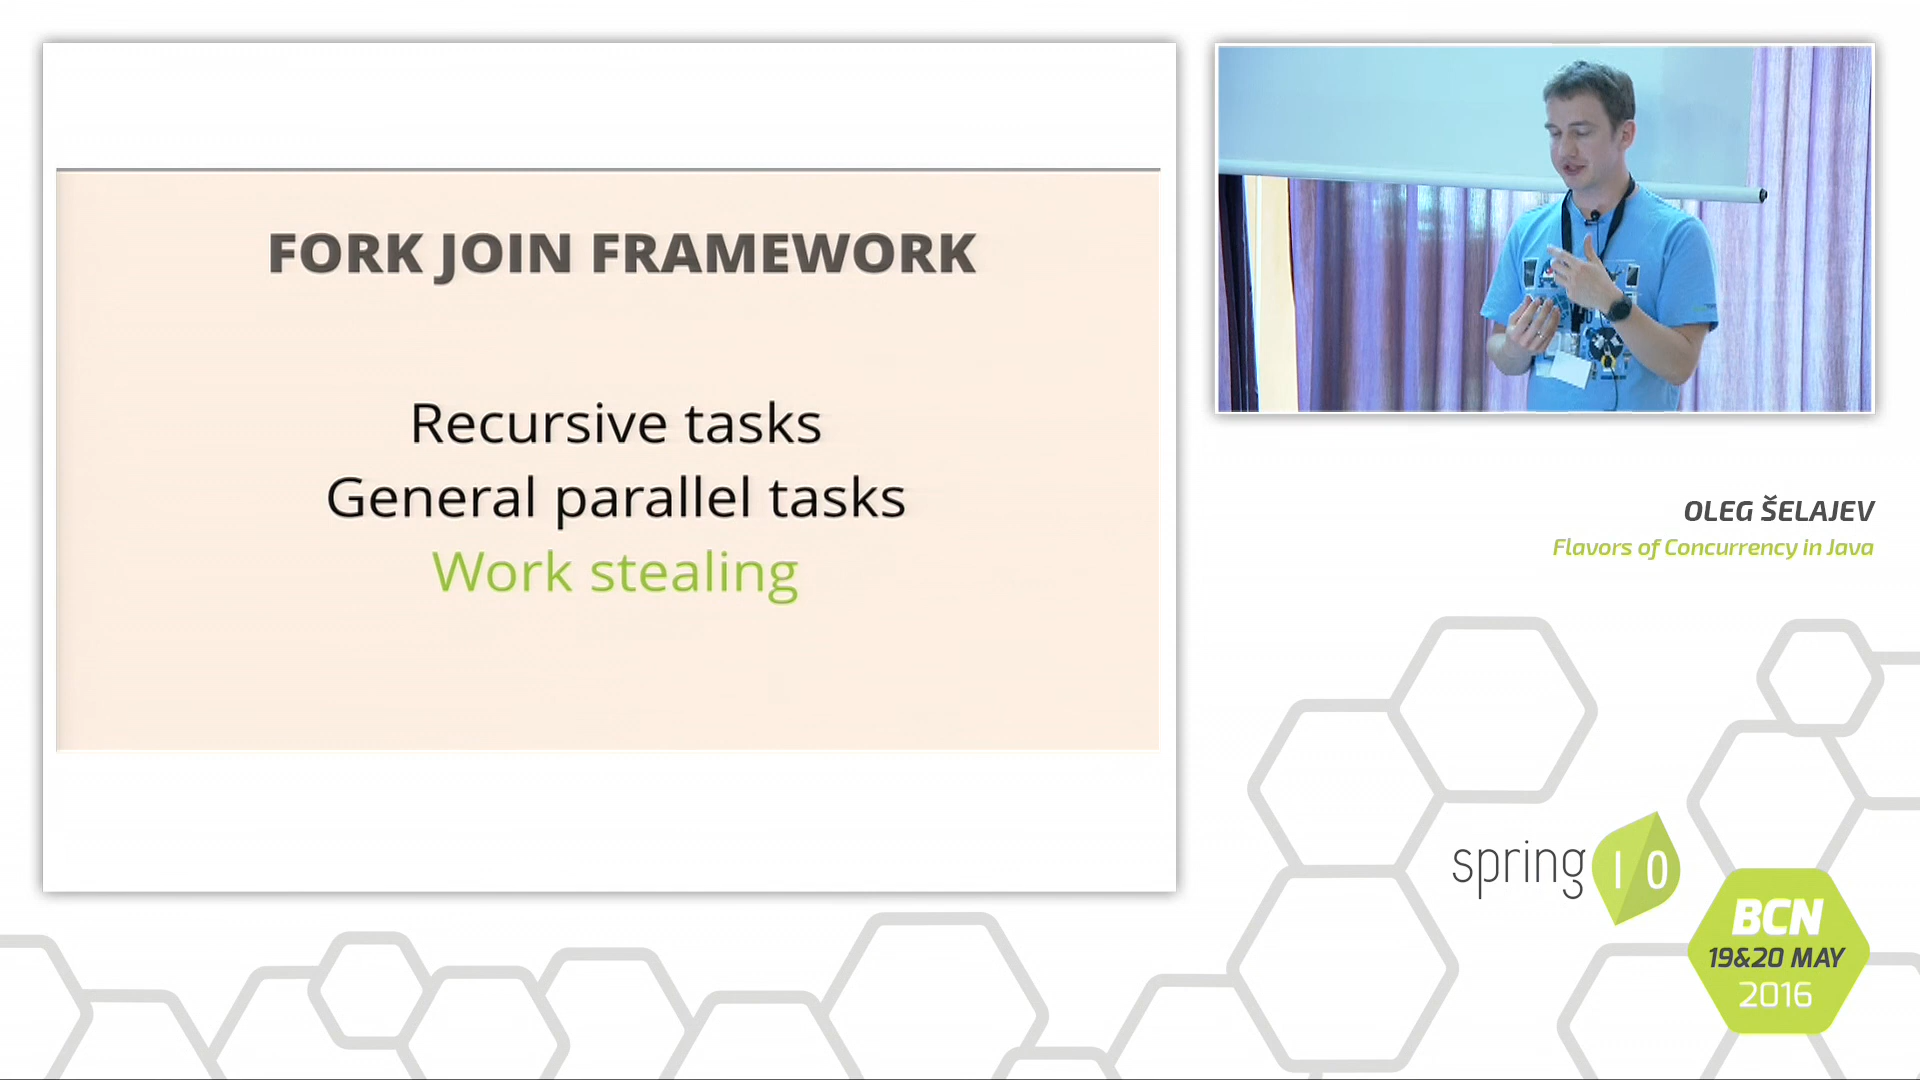 FORK JOIN FRAMEWORK
Recursive tasks
General parallel tasks
Work stealing
OLEG ŠELAJEV
Flavors of Concurrency in Java
spring I O
BCN
19&20 MAY
2016